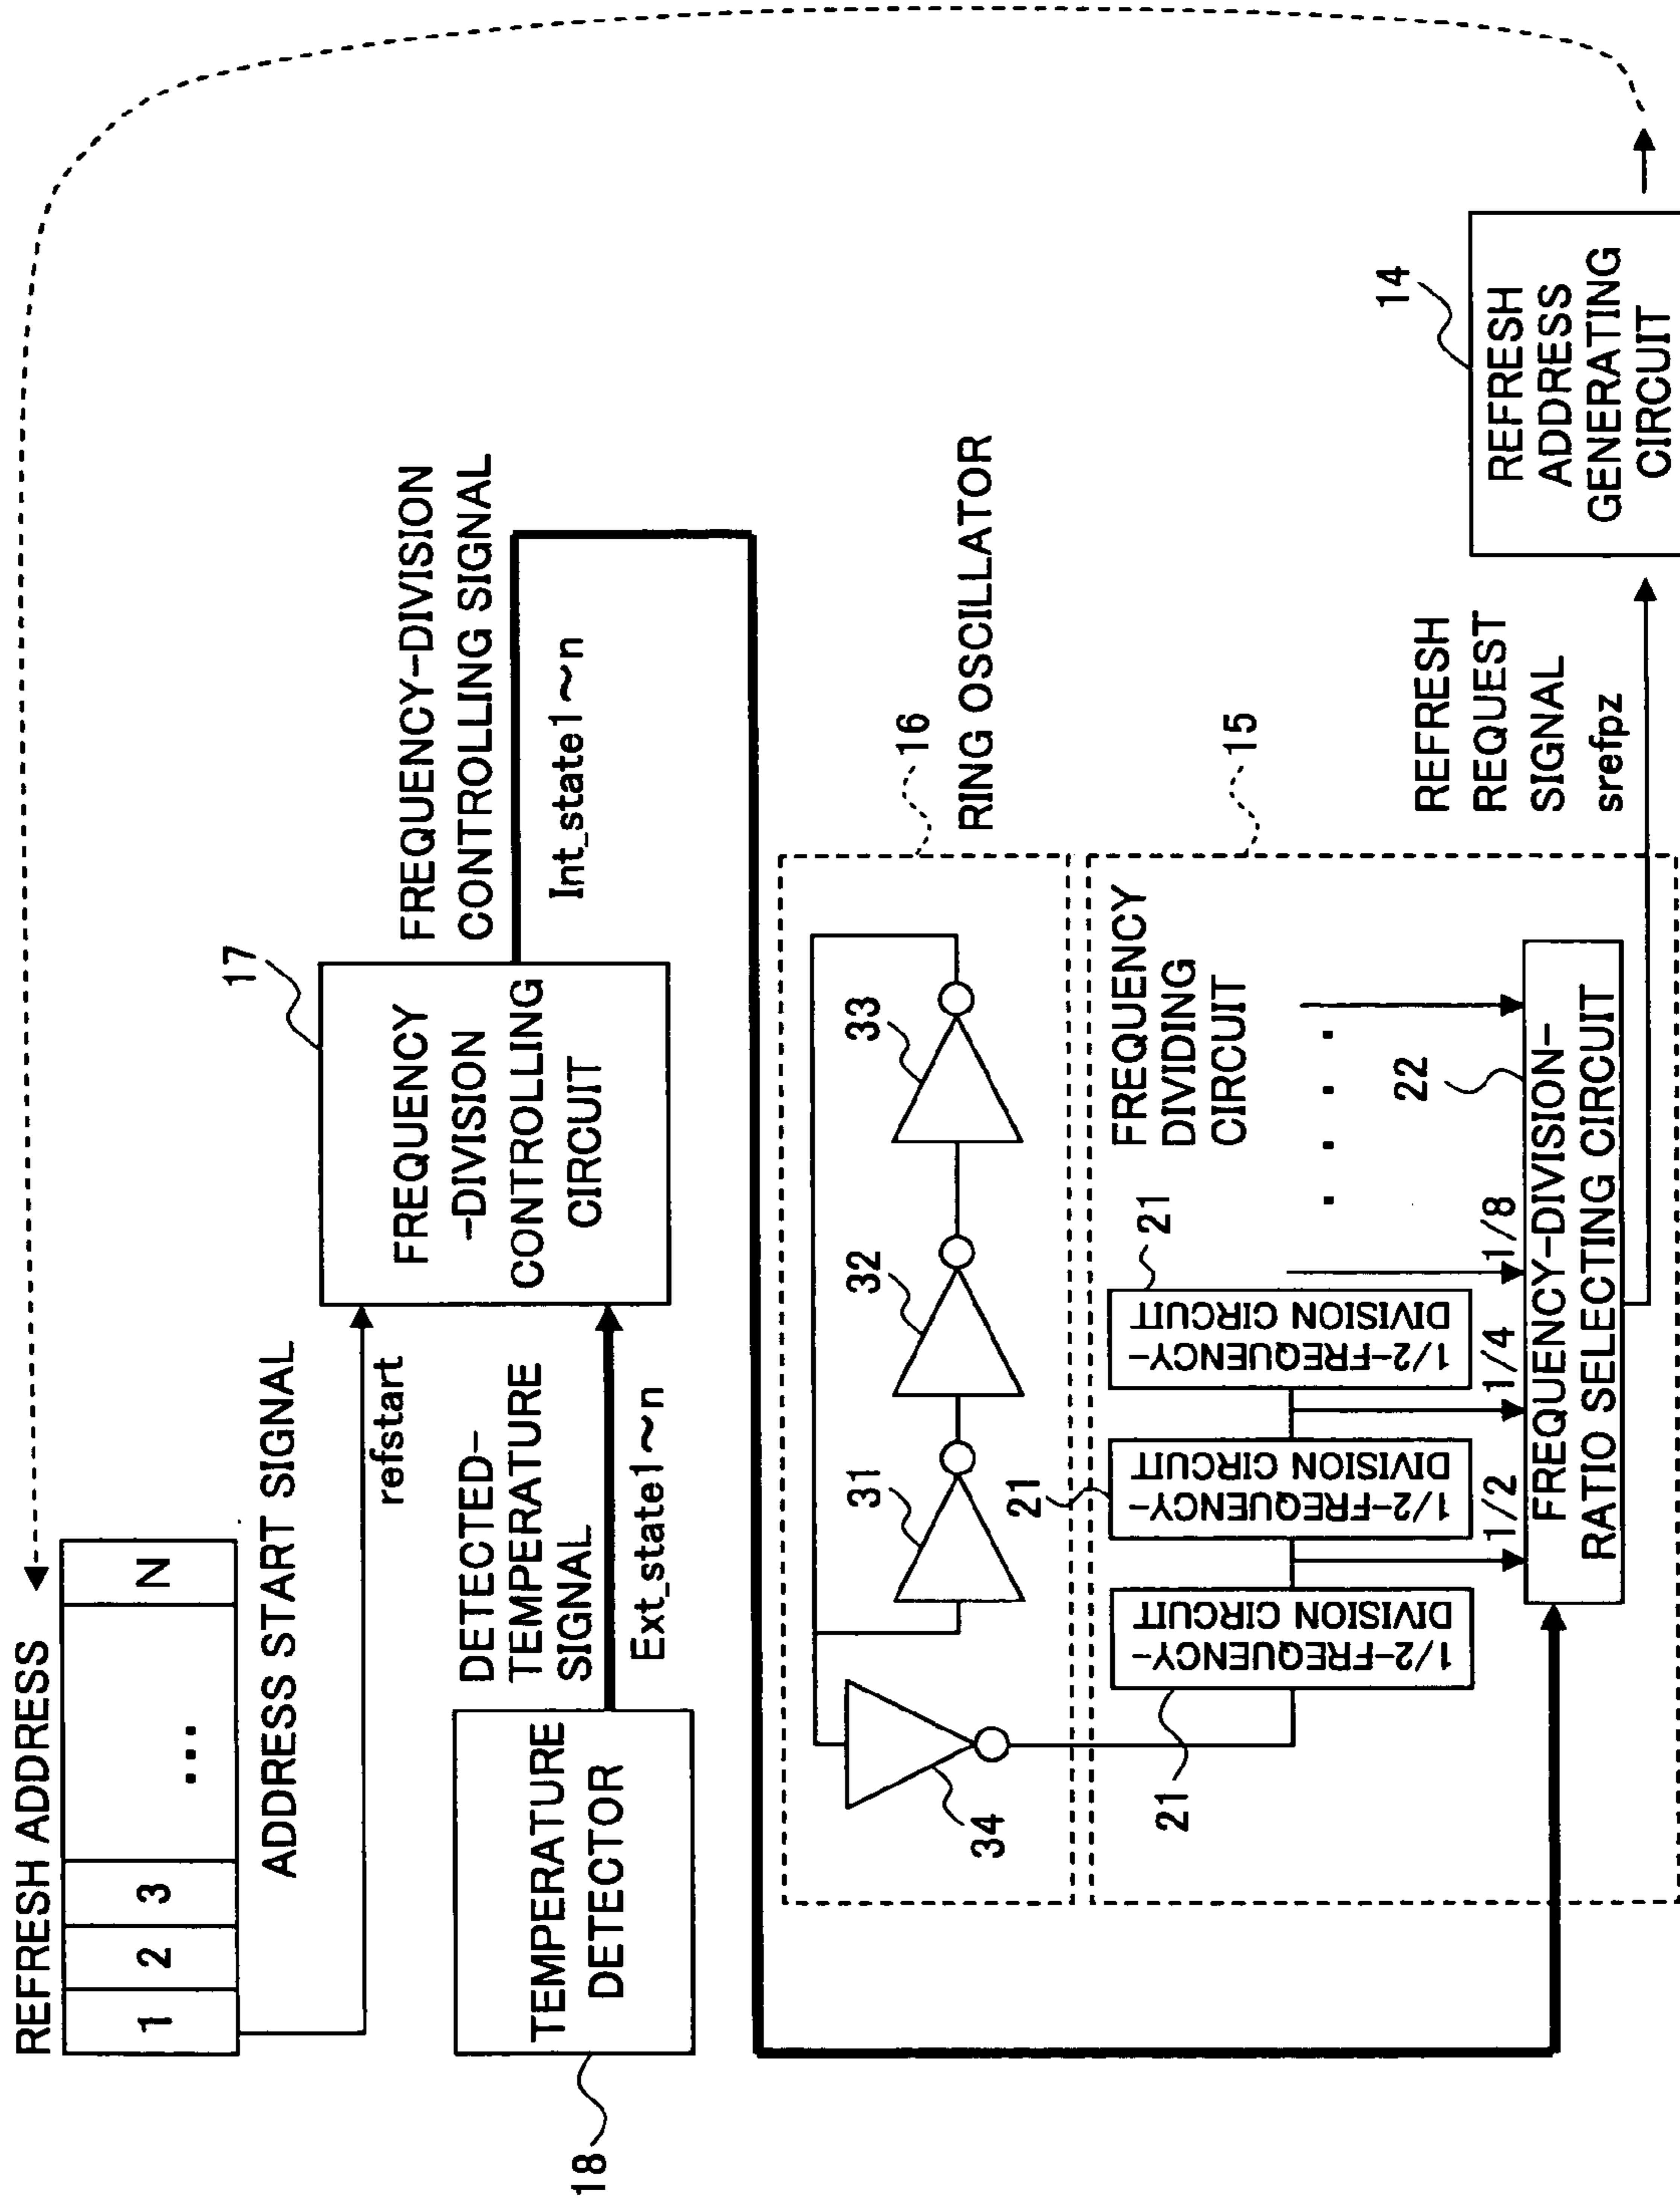 REFRESH ADDRESS
1
2
3
...
N
ADDRESS START SIGNAL
refstart
18
TEMPERATURE
DETECTOR
DETECTED-
TEMPERATURE
SIGNAL
Ext_state1~n
17
FREQUENCY
-DIVISION
CONTROLLING
CIRCUIT
FREQUENCY-DIVISION
CONTROLLING SIGNAL
Int_state1~n
34
31
32
33
16
RING OSCILLATOR
21
1/2-FREQUENCY-
DIVISION CIRCUIT
21
1/2-FREQUENCY-
DIVISION CIRCUIT
21
1/2-FREQUENCY-
DIVISION CIRCUIT
FREQUENCY
DIVIDING
CIRCUIT
15
1/2
1/4
1/8
. . . .
22
FREQUENCY-DIVISION-
RATIO SELECTING CIRCUIT
REFRESH
REQUEST
SIGNAL
srefpz
14
REFRESH
ADDRESS
GENERATING
CIRCUIT